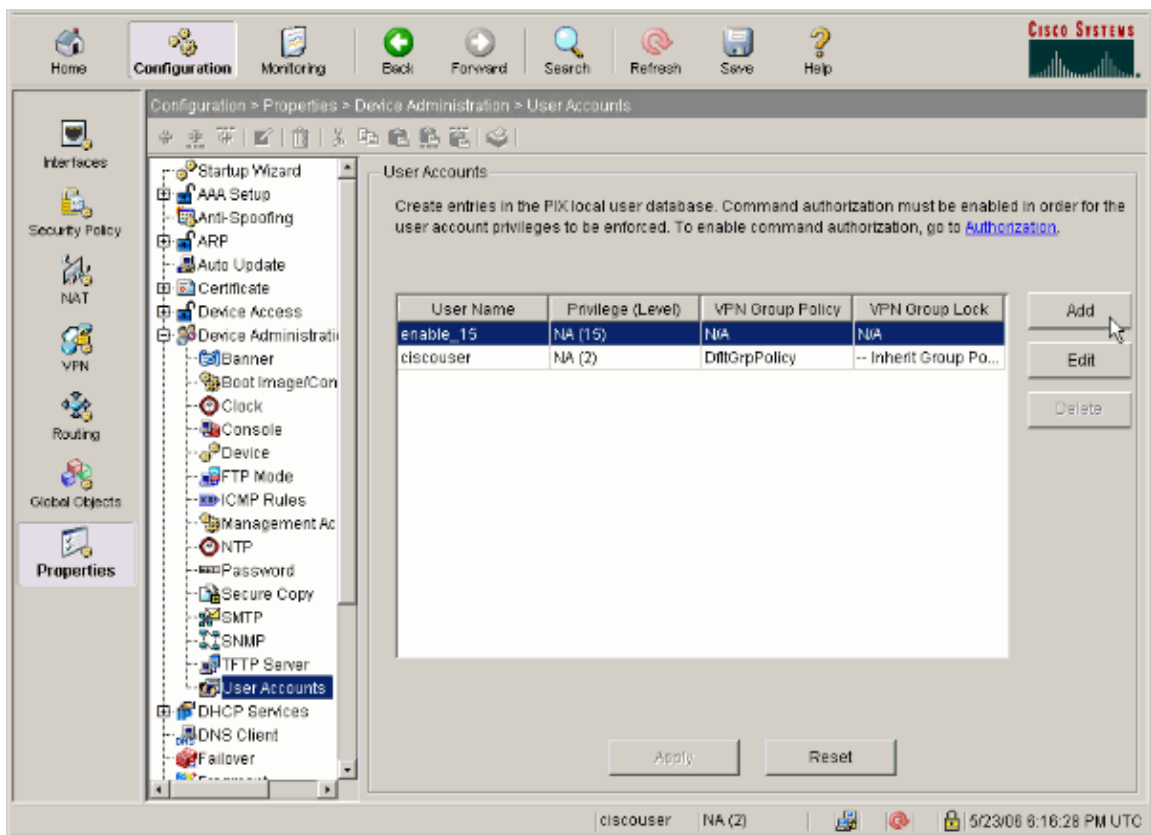 Home
Configuration
Monitoring
Back
Forward
Search
Refresh
Save
Help
CISCO SYSTEMS
Configuration > Properties > Device Administration > User Accounts
Interfaces
Security Policy
NAT
VPN
Routing
Global Objects
Properties
Startup Wizard
AAA Setup
Anti-Spoofing
ARP
Auto Update
Certificate
Device Access
Device Administrati
Banner
Boot Image/Con
Clock
Console
Device
FTP Mode
ICMP Rules
Management Ac
NTP
Password
Secure Copy
SMTP
SNMP
TFTP Server
User Accounts
DHCP Services
DNS Client
Failover
User Accounts
Create entries in the PIX local user database. Command authorization must be enabled in order for the
user account privileges to be enforced. To enable command authorization, go to Authorization.
User Name Privilege (Level) VPN Group Policy VPN Group Lock
enable_15 NA (15) N/A N/A
ciscouser NA (2) DfltGrpPolicy -- Inherit Group Po...
Add
Edit
Delete
Apply
Reset
ciscouser NA (2) 5/23/06 6:16:28 PM UTC